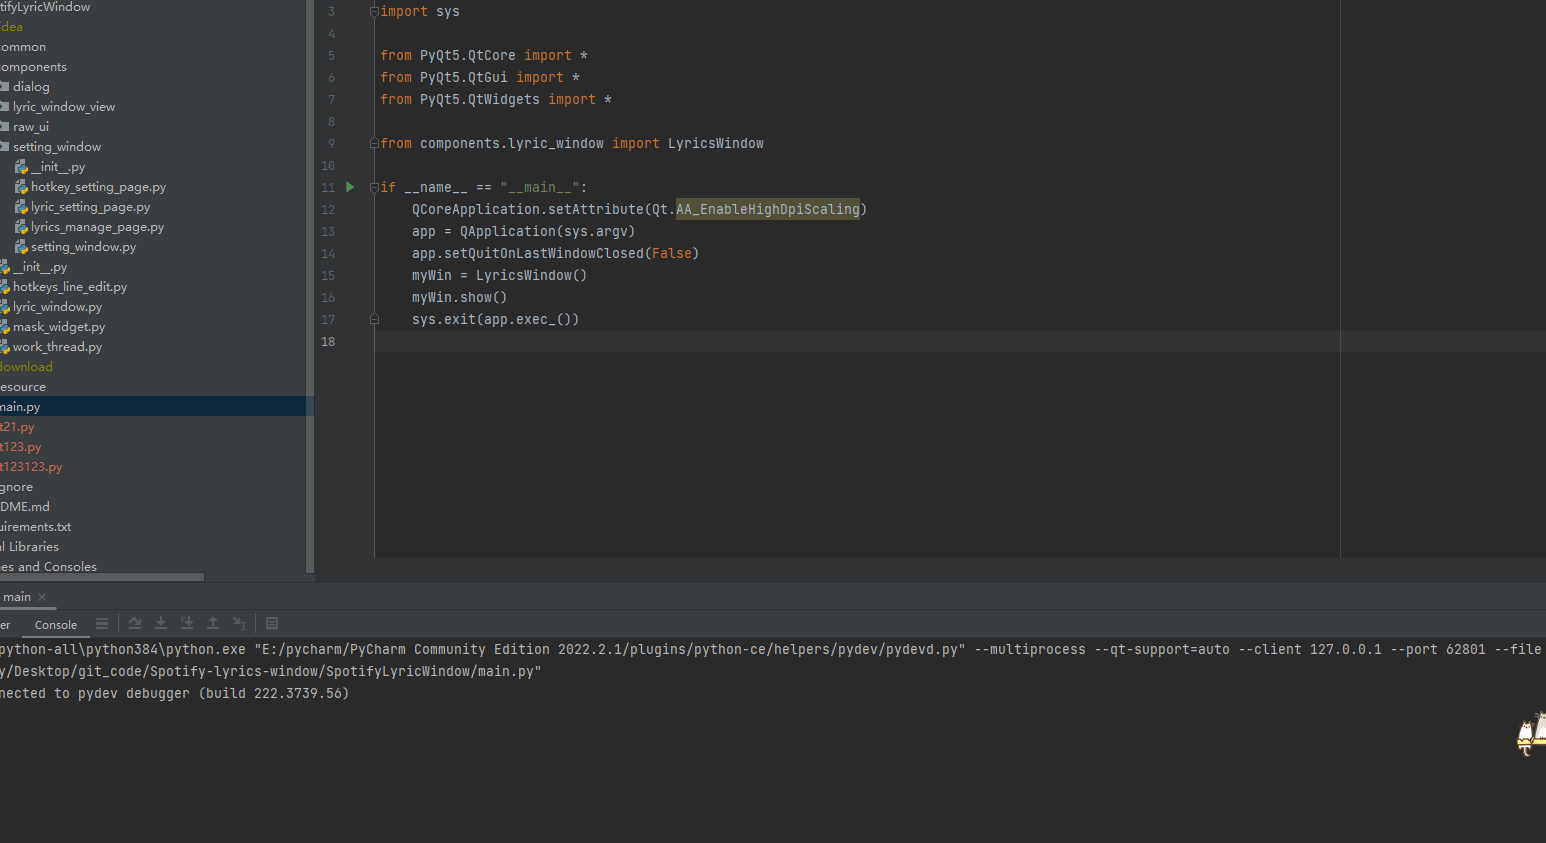 tifyLyricWindow
idea
common
components
dialog
lyric_window_view
raw_ui
setting_window
__init__.py
hotkey_setting_page.py
lyric_setting_page.py
lyrics_manage_page.py
setting_window.py
__init__.py
hotkeys_line_edit.py
lyric_window.py
mask_widget.py
work_thread.py
download
esource
main.py
t21.py
t123.py
t123123.py
gnore
DME.md
uirements.txt
al Libraries
hes and Consoles
3 import sys
4
5 from PyQt5.QtCore import *
6 from PyQt5.QtGui import *
7 from PyQt5.QtWidgets import *
8
9 from components.lyric_window import LyricsWindow
10
11 if __name__ == "__main__":
12 QCoreApplication.setAttribute(Qt.AA_EnableHighDpiScaling)
13 app = QApplication(sys.argv)
14 app.setQuitOnLastWindowClosed(False)
15 myWin = LyricsWindow()
16 myWin.show()
17 sys.exit(app.exec_())
18
main
er Console
python-all\python384\python.exe "E:/pycharm/PyCharm Community Edition 2022.2.1/plugins/python-ce/helpers/pydev/pydevd.py" --multiprocess --qt-support=auto --client 127.0.0.1 --port 62801 --file
y/Desktop/git_code/Spotify-lyrics-window/SpotifyLyricWindow/main.py"
nected to pydev debugger (build 222.3739.56)